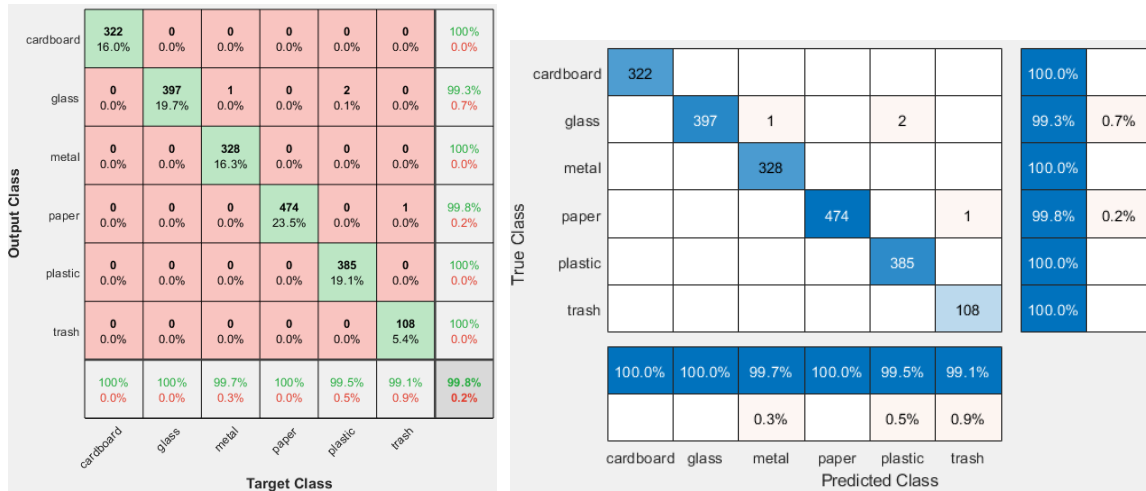 cardboard 322 0 0 0 0 0 100%
16.0% 0.0% 0.0% 0.0% 0.0% 0.0% 0.0%
glass 0 397 1 0 2 0 99.3%
0.0% 19.7% 0.0% 0.0% 0.1% 0.0% 0.7%
metal 0 0 328 0 0 0 100%
0.0% 0.0% 16.3% 0.0% 0.0% 0.0% 0.0%
paper 0 0 0 474 0 1 99.8%
0.0% 0.0% 0.0% 23.5% 0.0% 0.0% 0.2%
plastic 0 0 0 0 385 0 100%
0.0% 0.0% 0.0% 0.0% 19.1% 0.0% 0.0%
trash 0 0 0 0 0 108 100%
0.0% 0.0% 0.0% 0.0% 0.0% 5.4% 0.0%
100% 100% 99.7% 100% 99.5% 99.1% 99.8%
0.0% 0.0% 0.3% 0.0% 0.5% 0.9% 0.2%
cardboard glass metal paper plastic trash
Output Class
Target Class
cardboard 322 100.0%
glass 397 1 2 99.3% 0.7%
metal 328 100.0%
paper 474 1 99.8% 0.2%
plastic 385 100.0%
trash 108 100.0%
100.0% 100.0% 99.7% 100.0% 99.5% 99.1%
0.3% 0.5% 0.9%
cardboard glass metal paper plastic trash
True Class
Predicted Class